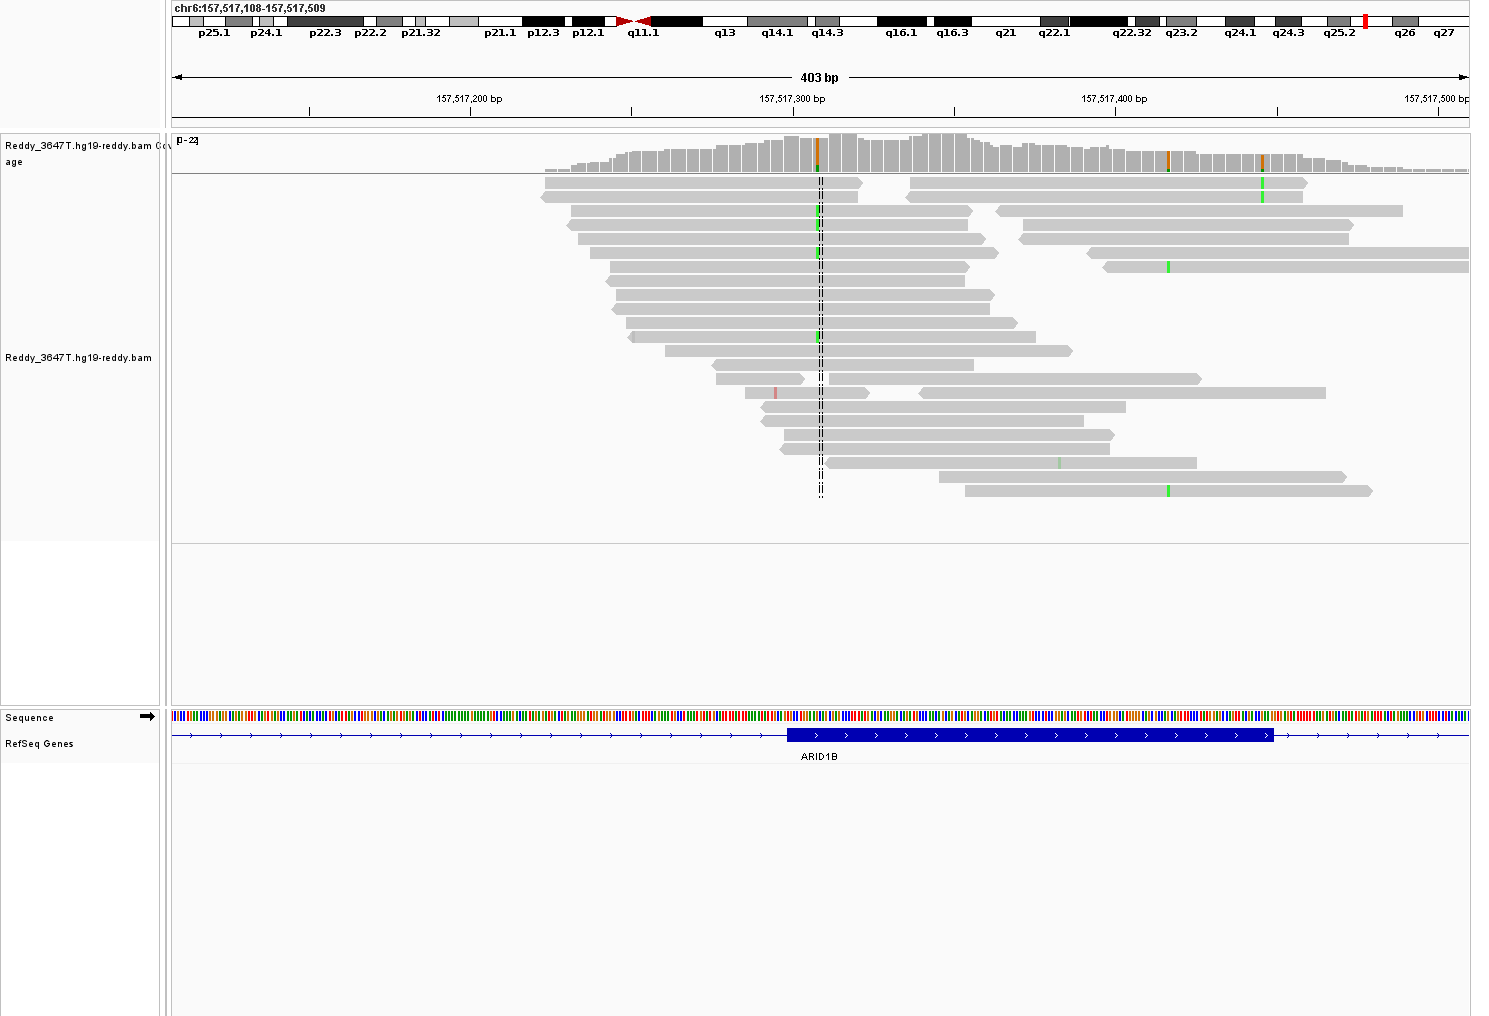 chr6:157,517,108-157,517,509
p25.1 p24.1 p22.3 p22.2 p21.32 p21.1 p12.3 p12.1 q11.1 q13 q14.1 q14.3 q16.1 q16.3 q21 q22.1 q22.32 q23.2 q24.1 q24.3 q25.2 q26 q27
403 bp
157,517,200 bp 157,517,300 bp 157,517,400 bp 157,517,500 bp
[0-22]
Reddy_3647T.hg19-reddy.bam Cov
age
Reddy_3647T.hg19-reddy.bam
Sequence
RefSeq Genes
ARID1B